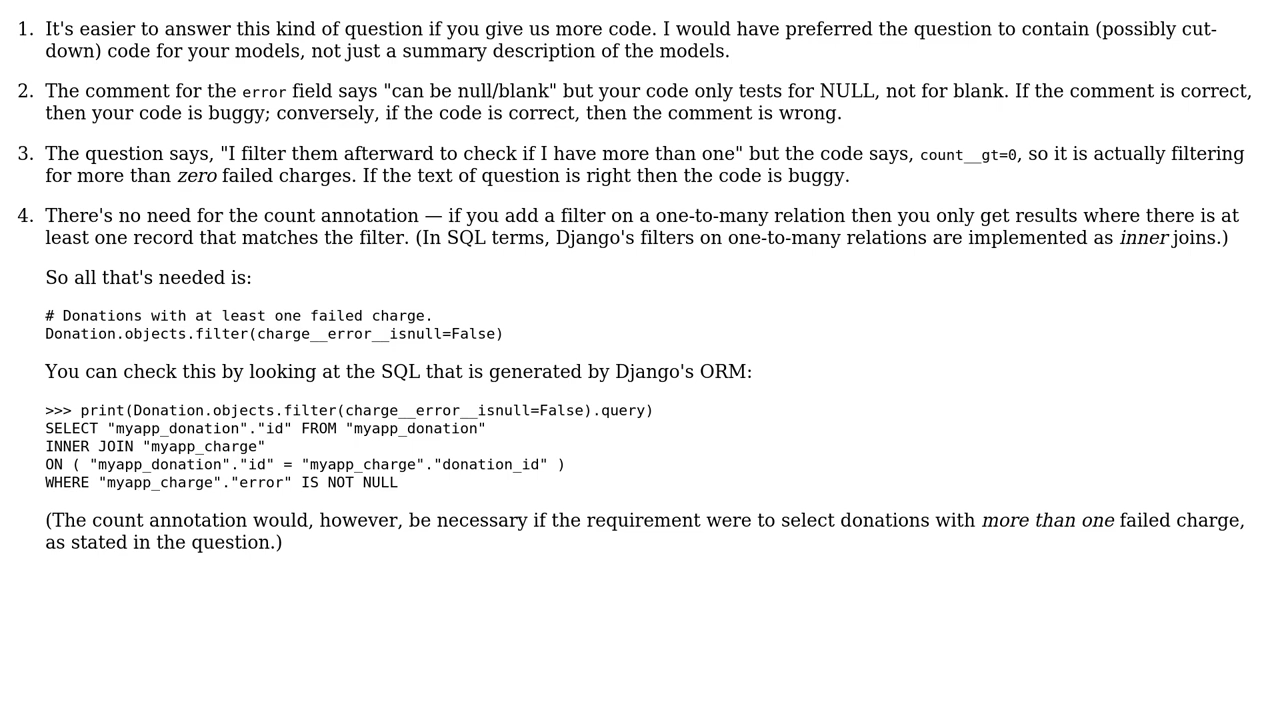 1. It's easier to answer this kind of question if you give us more code. I would have preferred the question to contain (possibly cut-
down) code for your models, not just a summary description of the models.
2. The comment for the error field says "can be null/blank" but your code only tests for NULL, not for blank. If the comment is correct,
then your code is buggy; conversely, if the code is correct, then the comment is wrong.
3. The question says, "I filter them afterward to check if I have more than one" but the code says, count__gt=0, so it is actually filtering
for more than zero failed charges. If the text of question is right then the code is buggy.
4. There's no need for the count annotation — if you add a filter on a one-to-many relation then you only get results where there is at
least one record that matches the filter. (In SQL terms, Django's filters on one-to-many relations are implemented as inner joins.)
So all that's needed is:
# Donations with at least one failed charge.
Donation.objects.filter(charge__error__isnull=False)
You can check this by looking at the SQL that is generated by Django's ORM:
>>> print(Donation.objects.filter(charge__error__isnull=False).query)
SELECT "myapp_donation"."id" FROM "myapp_donation"
INNER JOIN "myapp_charge"
ON ( "myapp_donation"."id" = "myapp_charge"."donation_id" )
WHERE "myapp_charge"."error" IS NOT NULL
(The count annotation would, however, be necessary if the requirement were to select donations with more than one failed charge,
as stated in the question.)